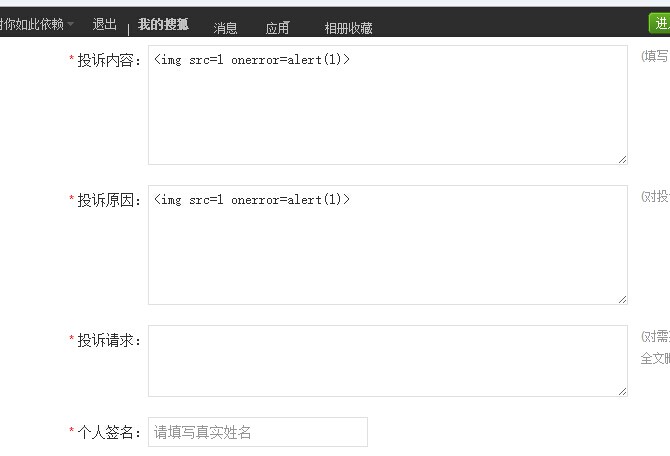 对你如此依赖 退出 | 我的搜狐 消息 应用 相册收藏 进
*投诉内容: <img src=1 onerror=alert(1)> (填写
*投诉原因: <img src=1 onerror=alert(1)> (对投
*投诉请求: (对需
全文删
*个人签名: 请填写真实姓名